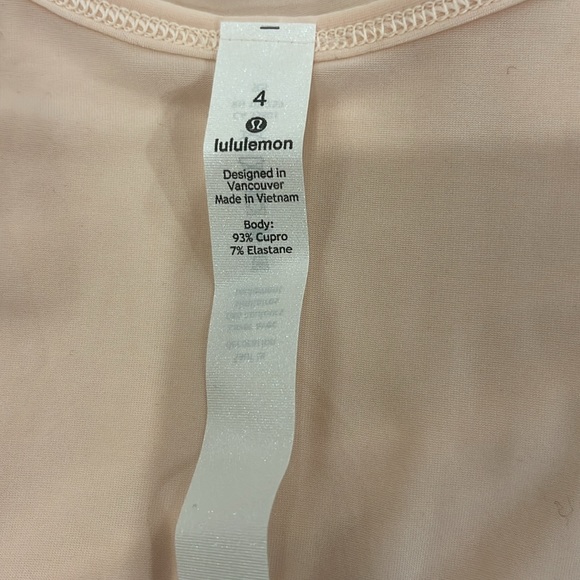 4
lululemon
Designed in
Vancouver
Made in Vietnam
Body:
93% Cupro
7% Elastane